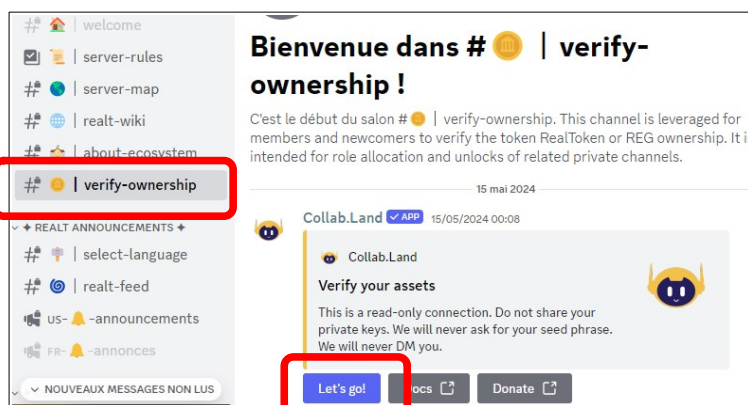 welcome
server-rules
server-map
realt-wiki
about-ecosystem
verify-ownership
✦ REALT ANNOUNCEMENTS ✦
select-language
realt-feed
US-🔔-announcements
FR-🔔-annonces
NOUVEAUX MESSAGES NON LUS
Bienvenue dans # | verify-
ownership !
C'est le début du salon # | verify-ownership. This channel is leveraged for
members and newcomers to verify the token RealToken or REG ownership. It i
intended for role allocation and unlocks of related private channels.
15 mai 2024
Collab.Land ✓ APP 15/05/2024 00:08
Collab.Land
Verify your assets
This is a read-only connection. Do not share your
private keys. We will never ask for your seed phrase.
We will never DM you.
Let's go! Docs Donate